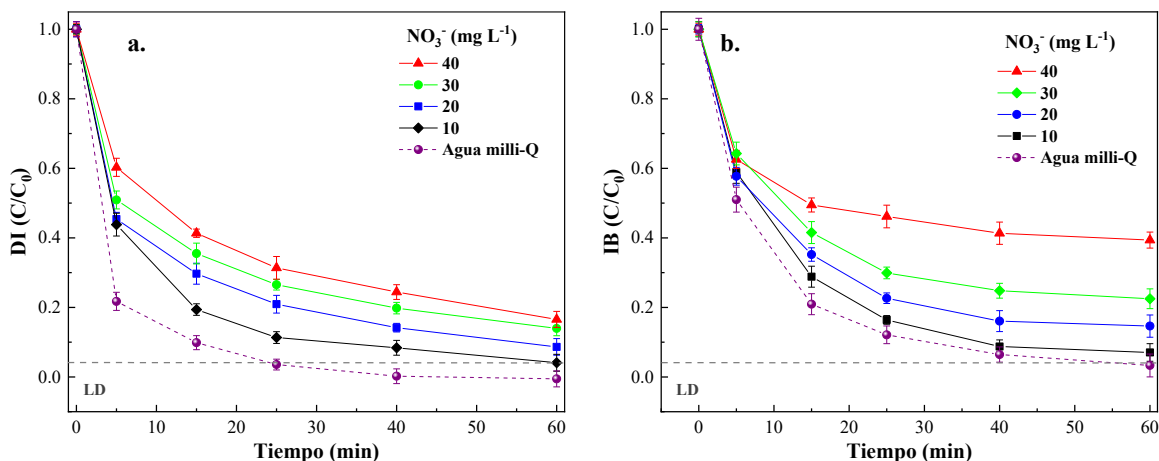 a.
NO₃⁻ (mg L⁻¹)
40
30
20
10
Agua milli-Q
1.0
0.8
0.6
0.4
0.2
0.0
DI (C/C₀)
LD
0 10 20 30 40 50 60
Tiempo (min)
b.
NO₃⁻ (mg L⁻¹)
40
30
20
10
Agua milli-Q
1.0
0.8
0.6
0.4
0.2
0.0
IB (C/C₀)
LD
0 10 20 30 40 50 60
Tiempo (min)